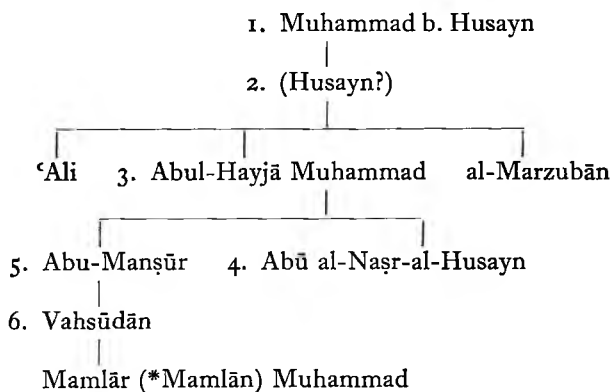 1. Muhammad b. Husayn
2. (Husayn?)
ʿAli 3. Abul-Hayjā Muhammad al-Marzubān
5. Abu-Manṣūr 4. Abū al-Naṣr-al-Husayn
6. Vahsūdān
Mamlār (*Mamlān) Muhammad